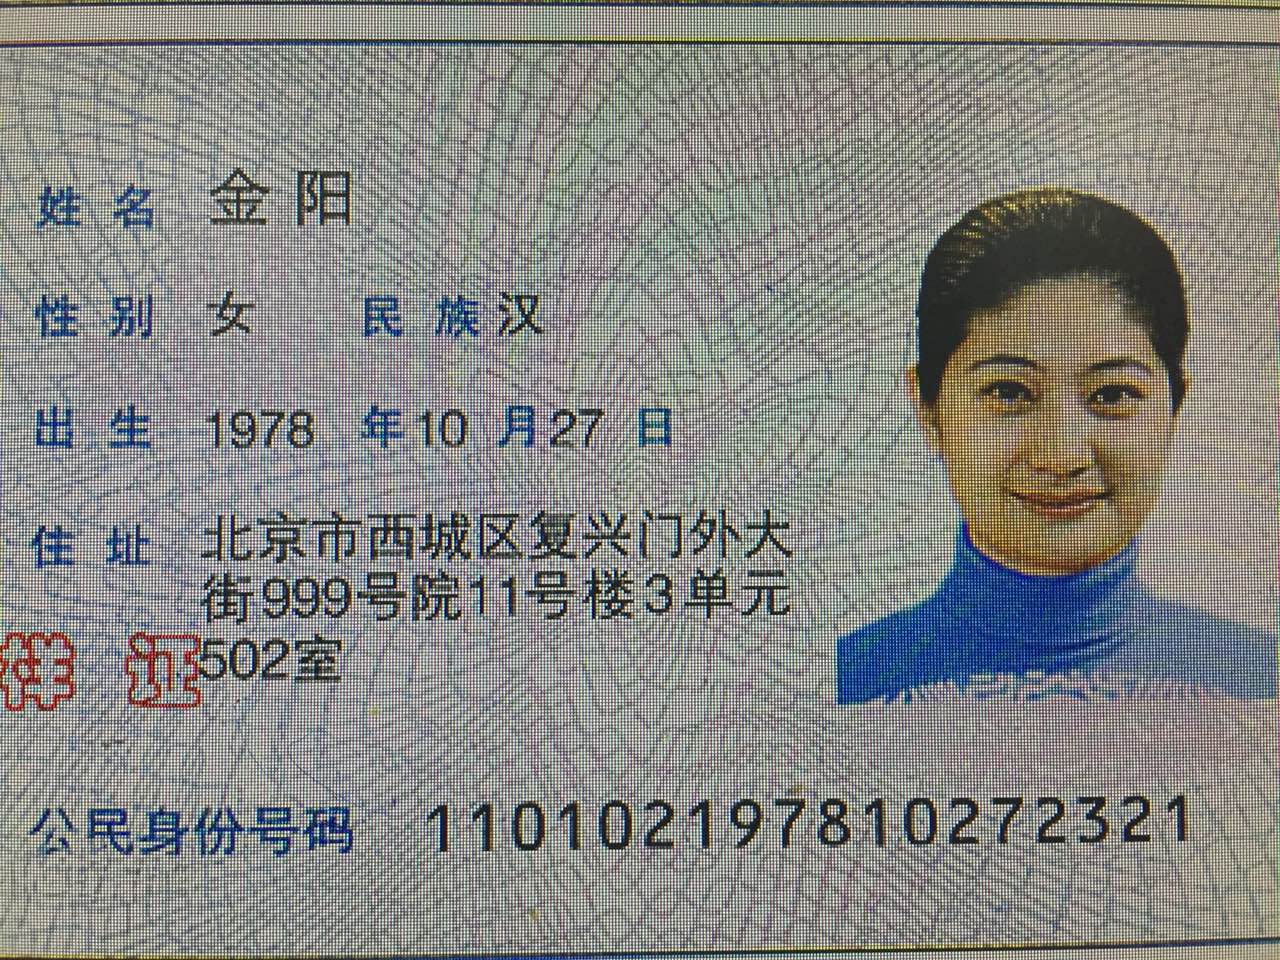 姓名 金阳
性别 女 民族 汉
出生 1978 年 10 月 27 日
住址 北京市西城区复兴门外大
街999号院11号楼3单元
502室
样 证
公民身份号码 110102197810272321